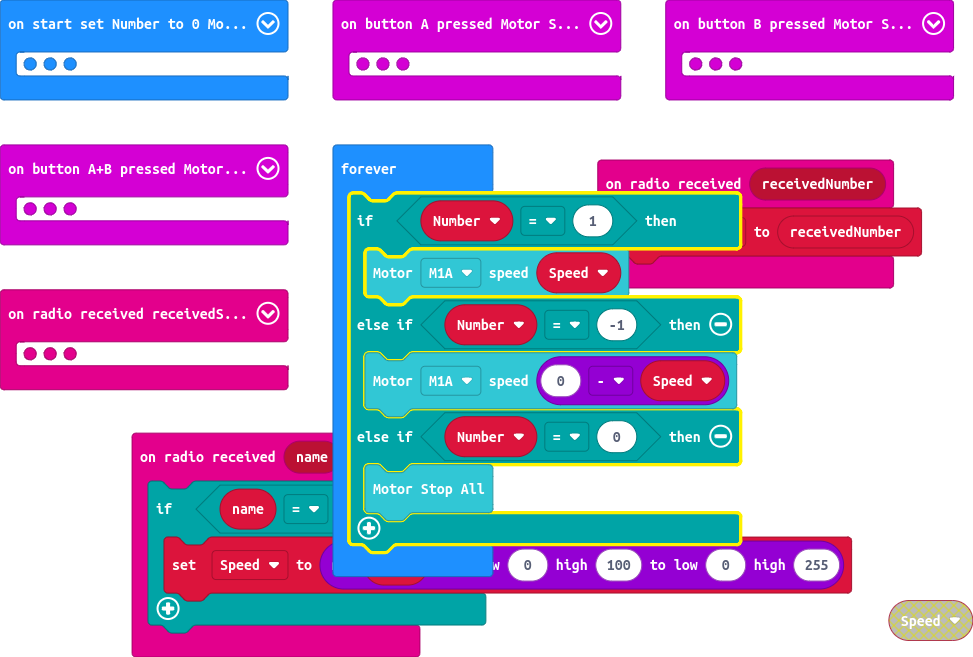 on start set Number to 0 Mo...
on button A pressed Motor S...
on button B pressed Motor S...
on button A+B pressed Motor...
forever
on radio received receivedNumber
if Number = 1 then
to receivedNumber
Motor M1A speed Speed
on radio received receivedS...
else if Number = -1 then
Motor M1A speed 0 - Speed
else if Number = 0 then
on radio received name
Motor Stop All
if name =
set Speed to
0 high 100 to low 0 high 255
Speed